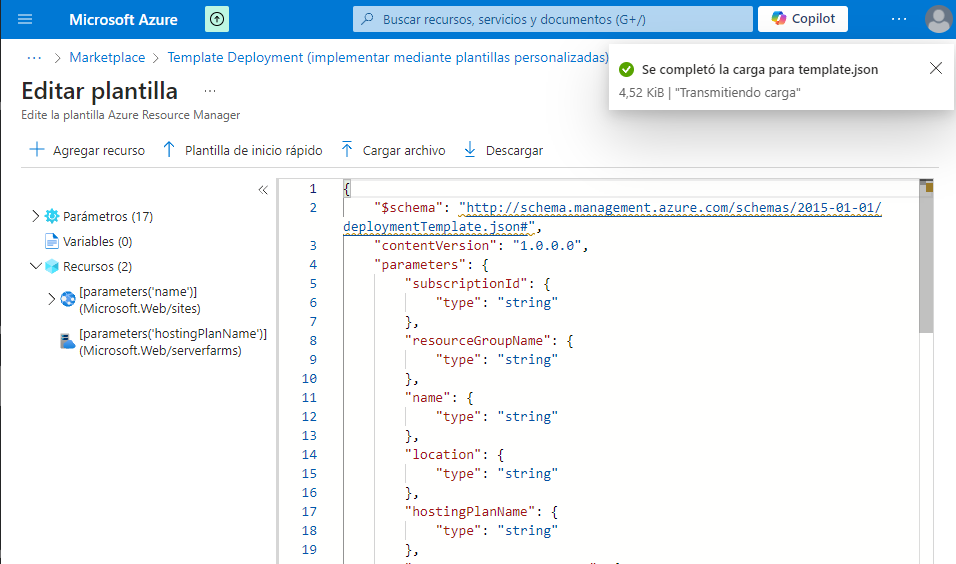 Microsoft Azure
Buscar recursos, servicios y documentos (G+/)
Copilot
Marketplace
Template Deployment (implementar mediante plantillas personalizadas)
Se completó la carga para template.json
4,52 KiB | "Transmitiendo carga"
Editar plantilla
Edite la plantilla Azure Resource Manager
Agregar recurso
Plantilla de inicio rápido
Cargar archivo
Descargar
Parámetros (17)
Variables (0)
Recursos (2)
[parameters('name')]
(Microsoft.Web/sites)
[parameters('hostingPlanName')]
(Microsoft.Web/serverfarms)
1 {
2 "$schema": "http://schema.management.azure.com/schemas/2015-01-01/
deploymentTemplate.json#",
3 "contentVersion": "1.0.0.0",
4 "parameters": {
5 "subscriptionId": {
6 "type": "string"
7 },
8 "resourceGroupName": {
9 "type": "string"
10 },
11 "name": {
12 "type": "string"
13 },
14 "location": {
15 "type": "string"
16 },
17 "hostingPlanName": {
18 "type": "string"
19 },